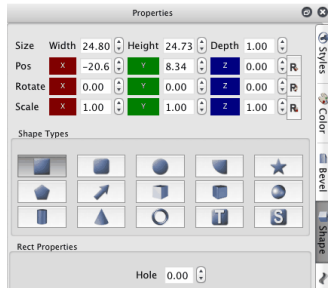 Properties
Size Width 24.80 Height 24.73 Depth 1.00
Pos X -20.6 Y 8.34 Z 0.00 R
Rotate X 0.00 Y 0.00 Z 0.00 R
Scale X 1.00 Y 1.00 Z 1.00 R
Shape Types
T S
Rect Properties
Hole 0.00
Styles
Color
Bevel
Shape